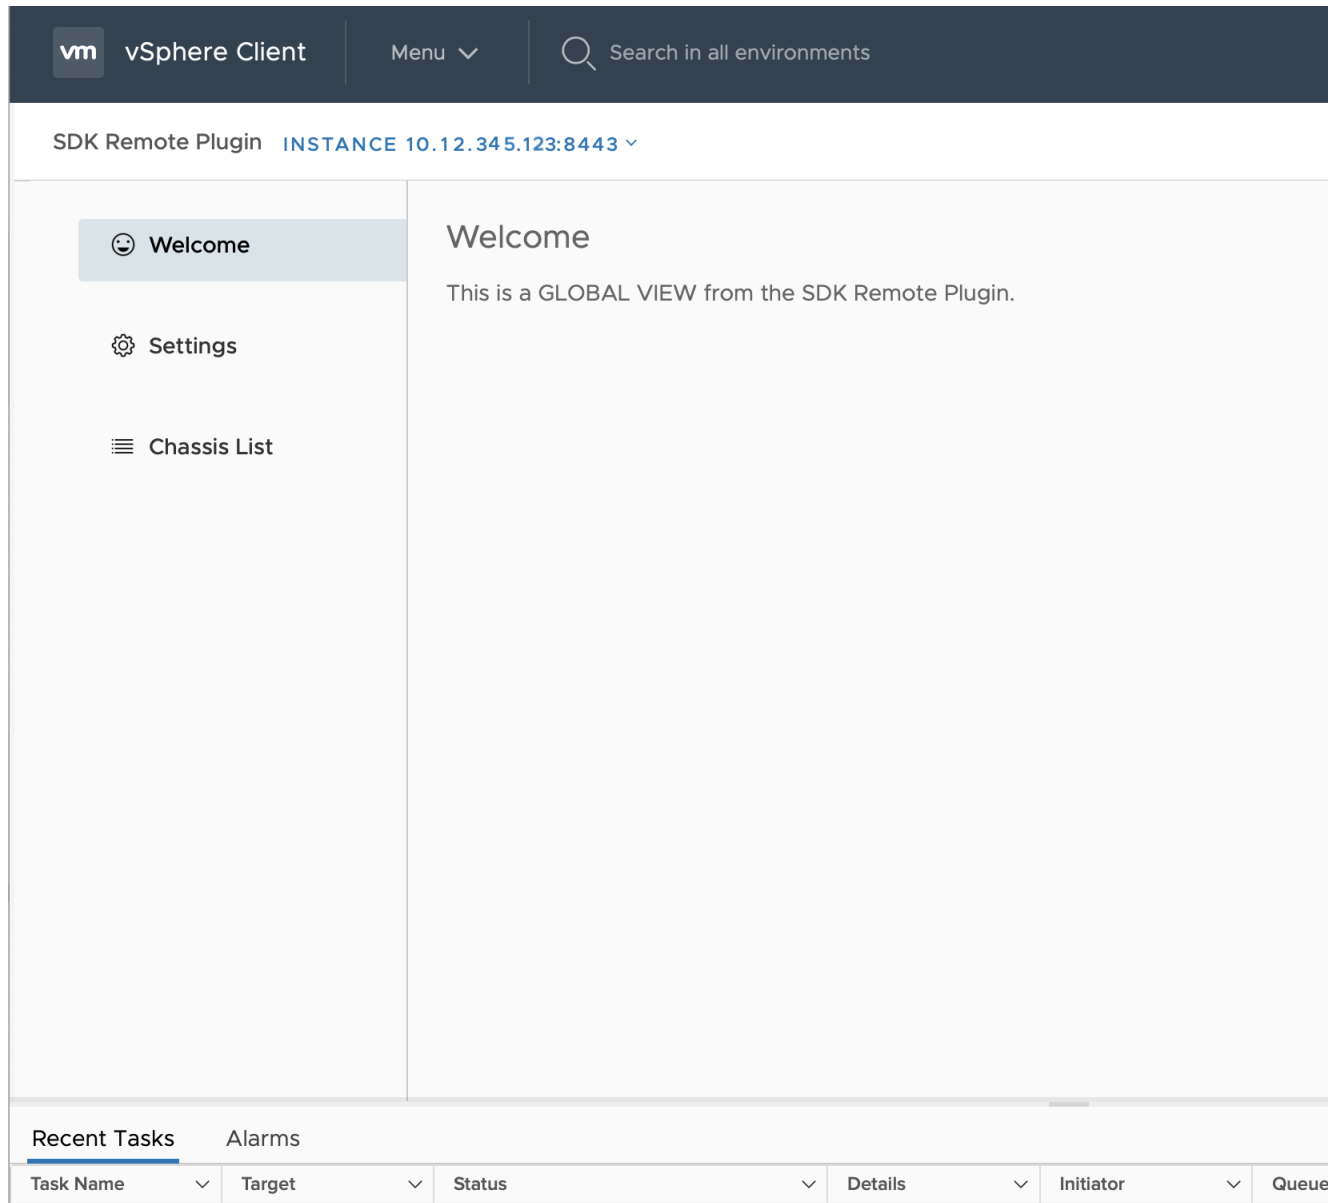 vm vSphere Client Menu Search in all environments
SDK Remote Plugin INSTANCE 10.12.345.123:8443
Welcome
Settings
Chassis List
Welcome
This is a GLOBAL VIEW from the SDK Remote Plugin.
Recent Tasks Alarms
Task Name Target Status Details Initiator Queue